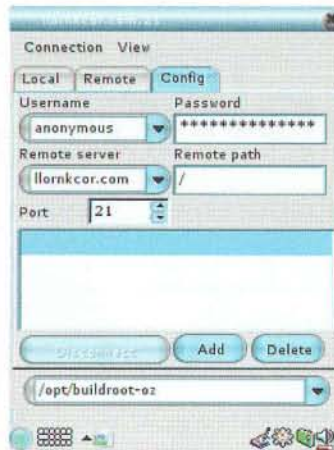 Connection View
Local Remote Config
Username Password
anonymous **************
Remote server Remote path
llornkcor.com /
Port 21
Disconnect Add Delete
/opt/buildroot-oz